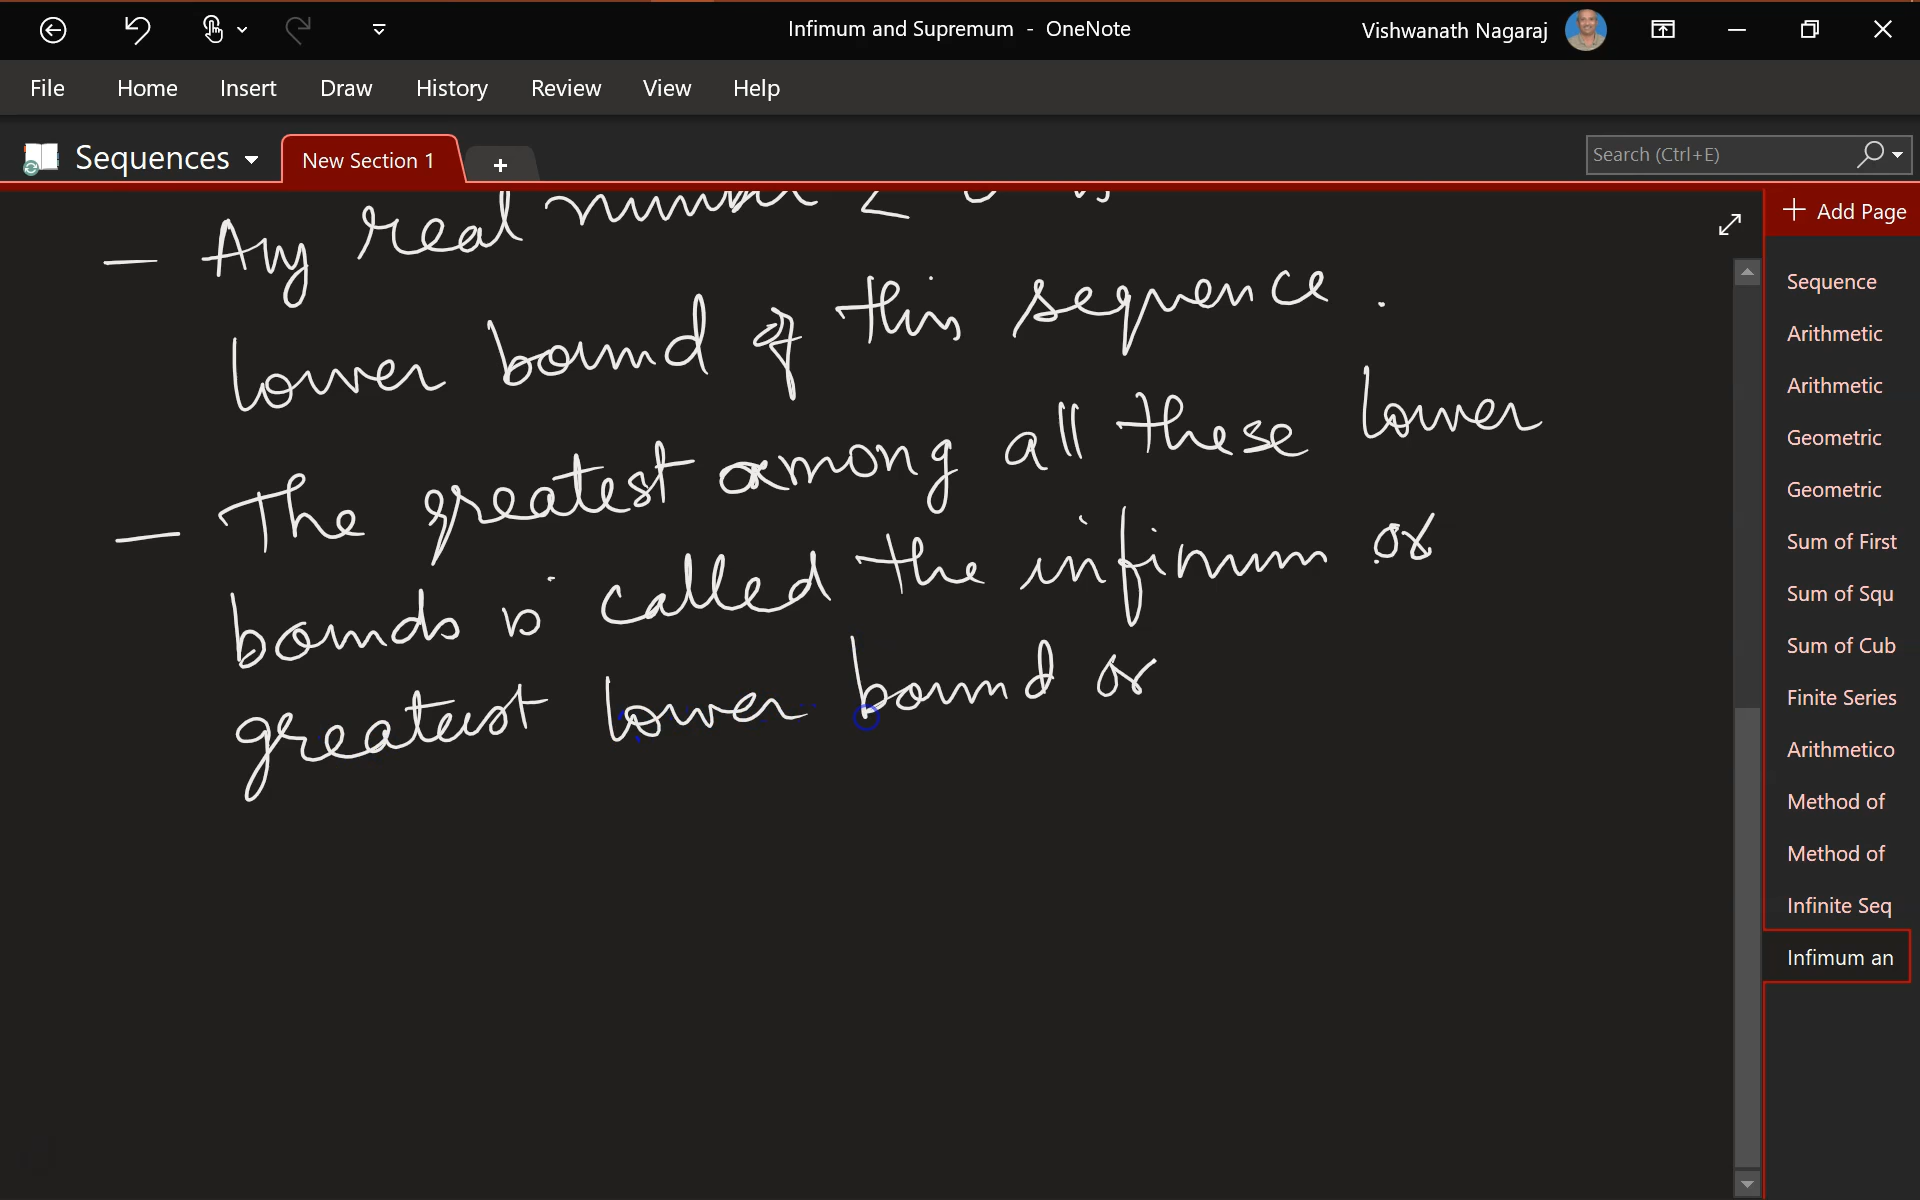 Infimum and Supremum - OneNote
Vishwanath Nagaraj
File Home Insert Draw History Review View Help
Sequences
New Section 1
+
Search (Ctrl+E)
- Any real number ≤ 0 is
lower bound of this sequence.
- The greatest among all these lower
bounds is called the infimum or
greatest lower bound or
+ Add Page
Sequence
Arithmetic
Arithmetic
Geometric
Geometric
Sum of First
Sum of Squ
Sum of Cub
Finite Series
Arithmetico
Method of
Method of
Infinite Seq
Infimum an